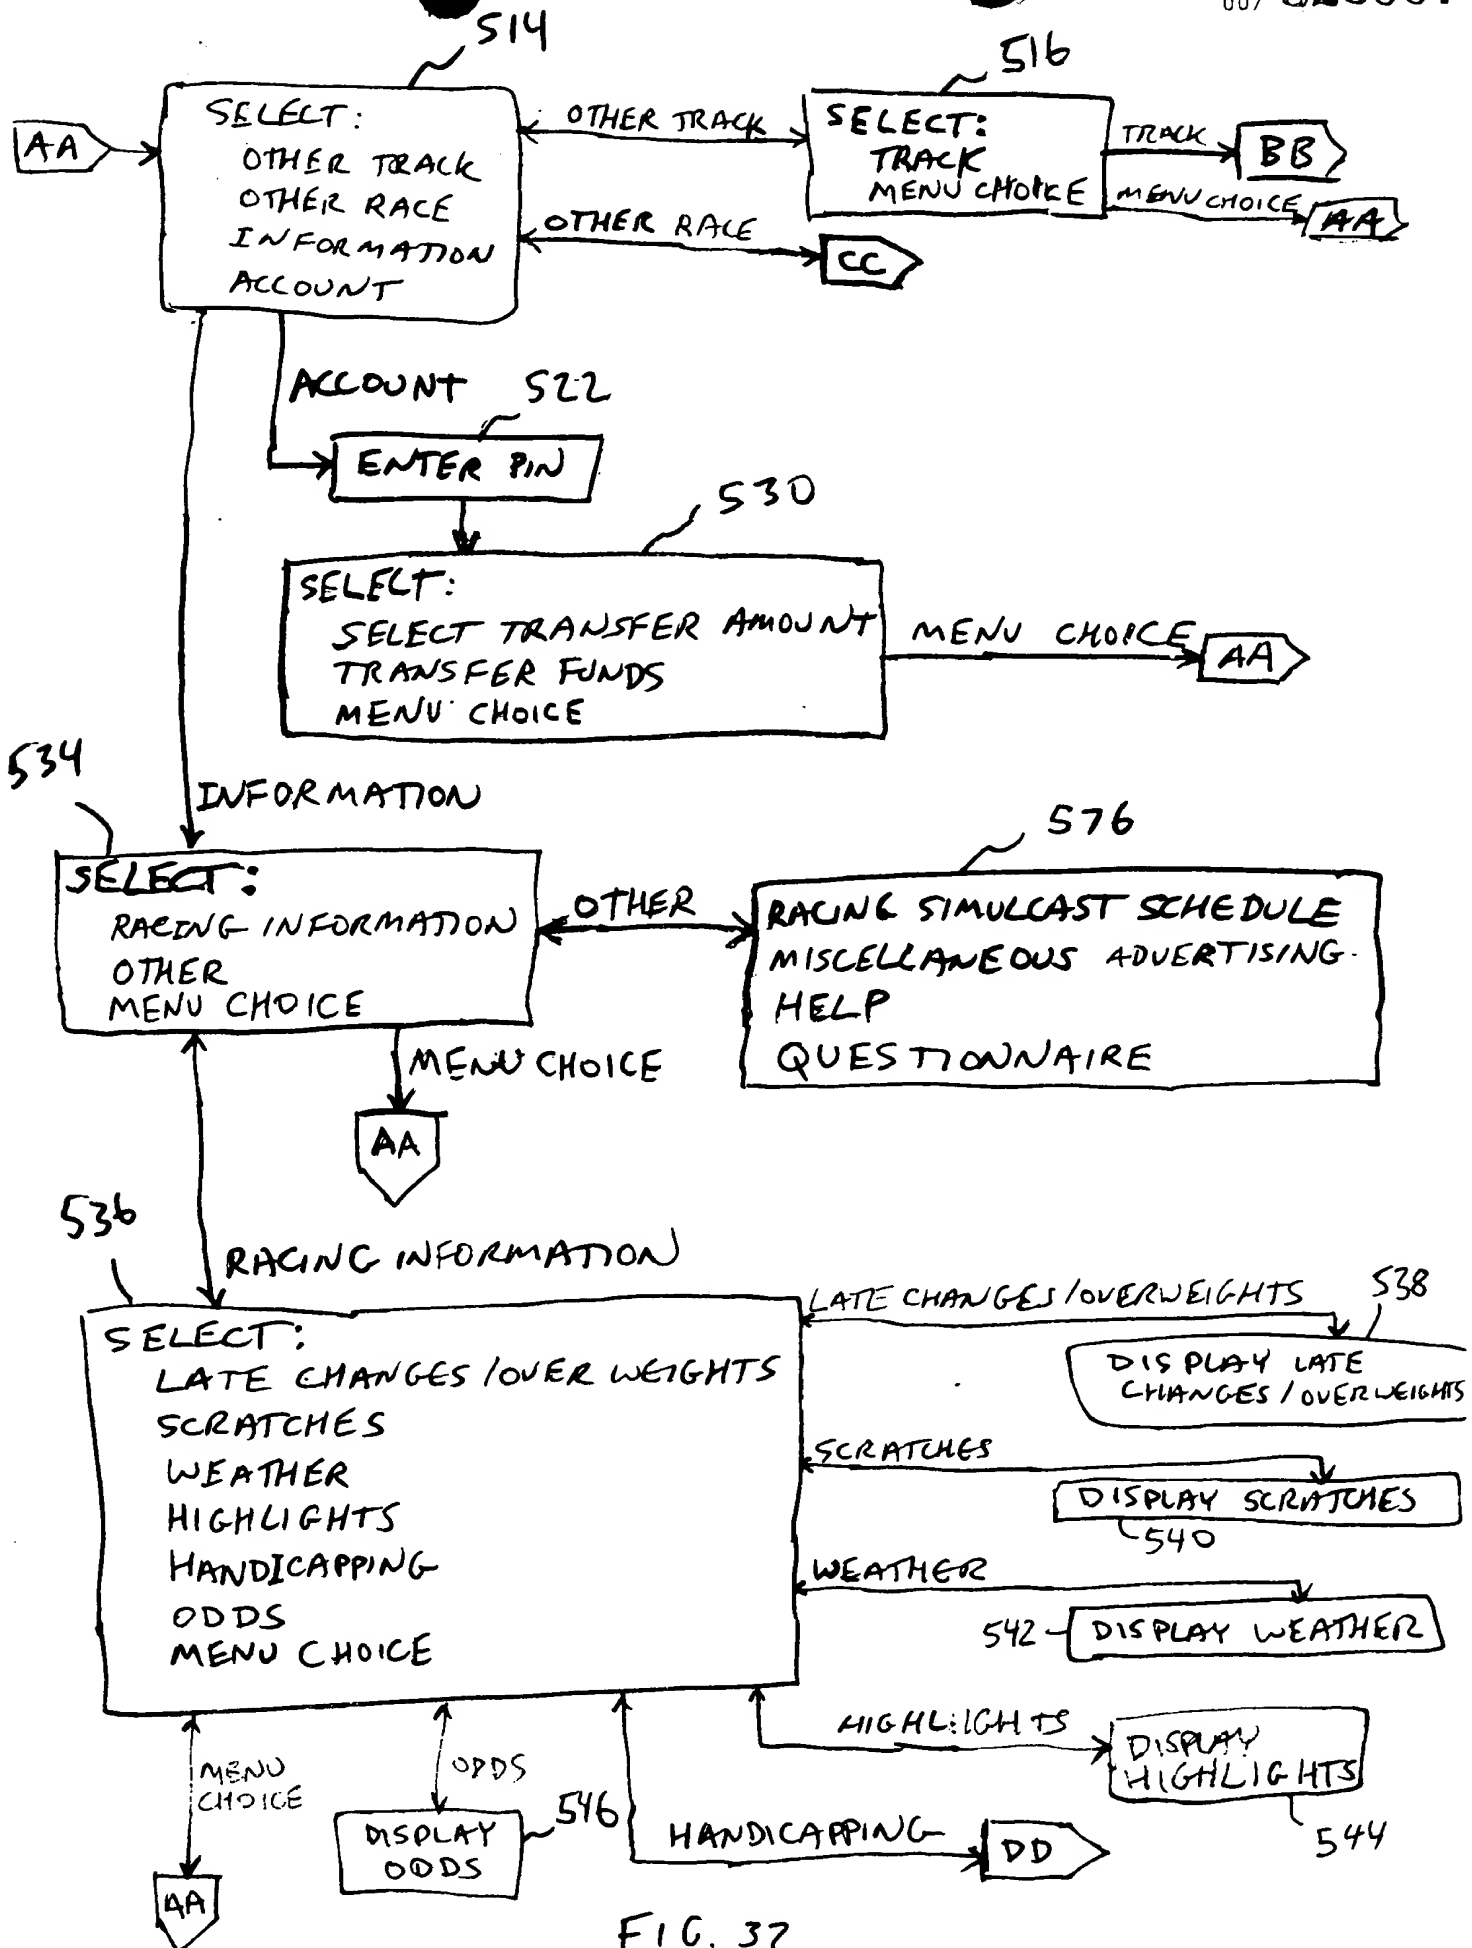 514
516
AA
SELECT:
OTHER TRACK
OTHER RACE
INFORMATION
ACCOUNT
OTHER TRACK
SELECT:
TRACK
MENU CHOICE
TRACK
BB
MENU CHOICE
AA
OTHER RACE
CC
ACCOUNT
522
ENTER PIN
530
SELECT:
SELECT TRANSFER AMOUNT
TRANSFER FUNDS
MENU CHOICE
MENU CHOICE
AA
534
INFORMATION
576
SELECT:
RACING INFORMATION
OTHER
MENU CHOICE
OTHER
RACING SIMULCAST SCHEDULE
MISCELLANEOUS ADVERTISING
HELP
QUESTIONNAIRE
MENU CHOICE
AA
536
RACING INFORMATION
SELECT:
LATE CHANGES/OVER WEIGHTS
SCRATCHES
WEATHER
HIGHLIGHTS
HANDICAPPING
ODDS
MENU CHOICE
LATE CHANGES/OVERWEIGHTS
538
DISPLAY LATE
CHANGES/OVERWEIGHTS
SCRATCHES
DISPLAY SCRATCHES
540
WEATHER
542
DISPLAY WEATHER
HIGHLIGHTS
DISPLAY
HIGHLIGHTS
544
MENU
CHOICE
AA
ODDS
DISPLAY
ODDS
546
HANDICAPPING
DD
FIG. 37